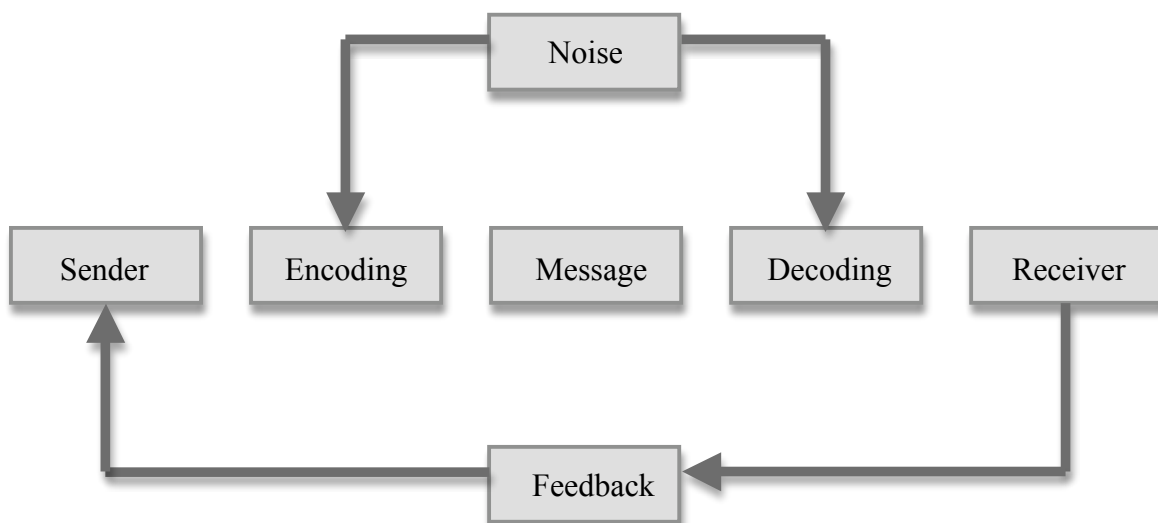 Noise
Sender
Encoding
Message
Decoding
Receiver
Feedback